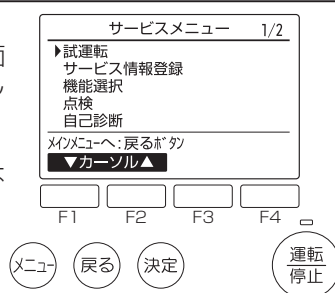 サービスメニュー 1/2
▶試運転
サービス情報登録
機能選択
点検
自己診断
メインメニューへ:戻るボタン
▼カーソル▲
F1 F2 F3 F4
メニュー 戻る 決定 運転
停止
面